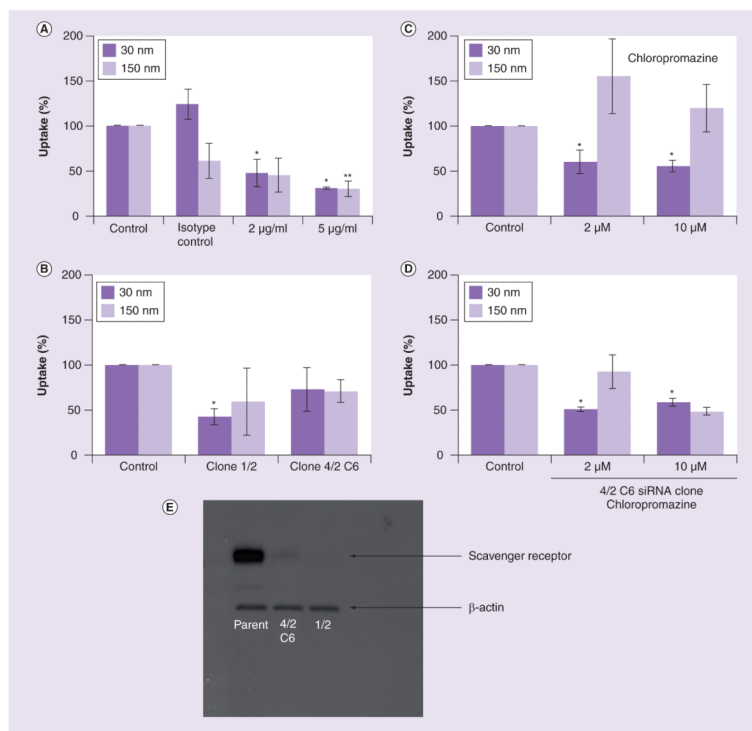 A
Uptake (%)
200
150
100
50
0
30 nm
150 nm
*
*
**
Control
Isotype
control
2 µg/ml
5 µg/ml
C
Uptake (%)
200
150
100
50
0
30 nm
150 nm
Chloropromazine
*
*
Control
2 µM
10 µM
B
Uptake (%)
200
150
100
50
0
30 nm
150 nm
*
Control
Clone 1/2
Clone 4/2 C6
D
Uptake (%)
200
150
100
50
0
30 nm
150 nm
*
*
Control
2 µM
10 µM
4/2 C6 siRNA clone
Chloropromazine
E
Scavenger receptor
β-actin
Parent 4/2 1/2
C6